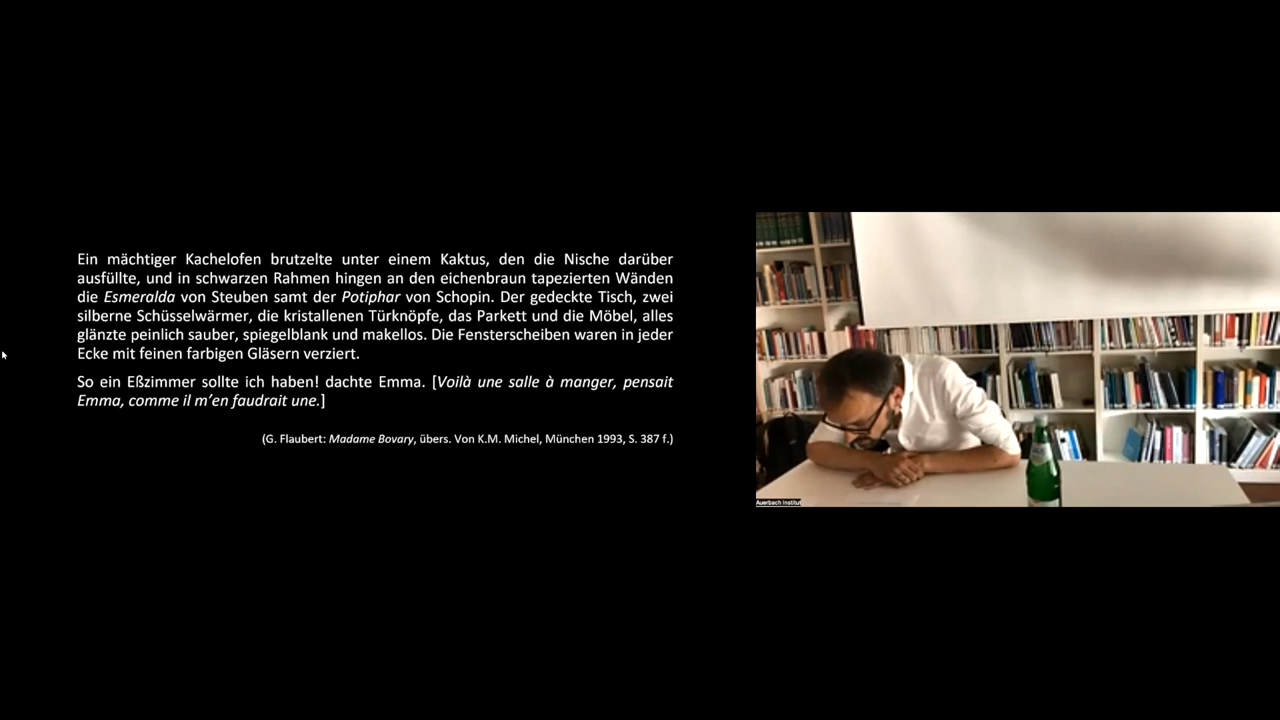 Ein mächtiger Kachelofen brutzelte unter einem Kaktus, den die Nische darüber
ausfüllte, und in schwarzen Rahmen hingen an den eichenbraun tapezierten Wänden
die Esmeralda von Steuben samt der Potiphar von Schopin. Der gedeckte Tisch, zwei
silberne Schüsselwärmer, die kristallenen Türknöpfe, das Parkett und die Möbel, alles
glänzte peinlich sauber, spiegelblank und makellos. Die Fensterscheiben waren in jeder
Ecke mit feinen farbigen Gläsern verziert.
So ein Eßzimmer sollte ich haben! dachte Emma. [Voilà une salle à manger, pensait
Emma, comme il m’en faudrait une.]
(G. Flaubert: Madame Bovary, übers. Von K.M. Michel, München 1993, S. 387 f.)
Auerbach Institut